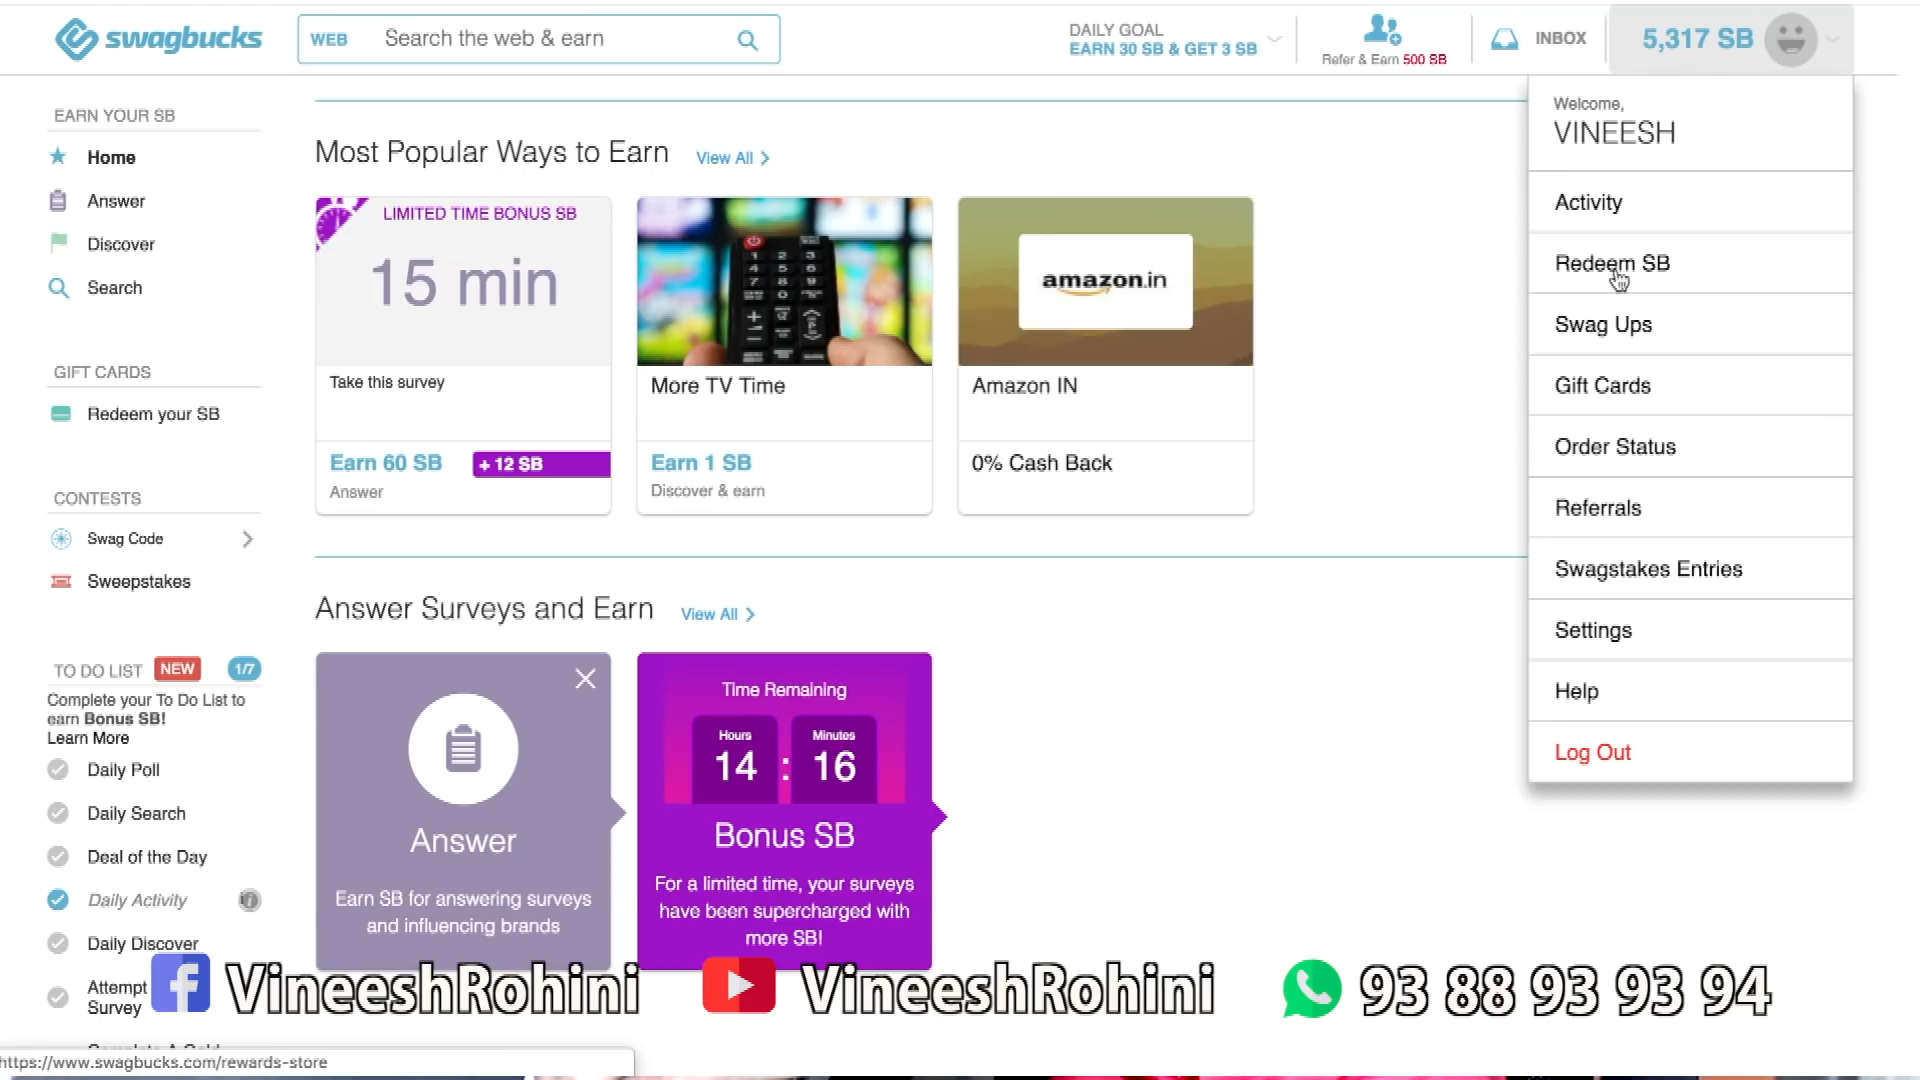 swagbucks
WEB
Search the web & earn
DAILY GOAL
EARN 30 SB & GET 3 SB
Refer & Earn 500 SB
INBOX
5,317 SB
Welcome,
VINEESH
Activity
Redeem SB
Swag Ups
Gift Cards
Order Status
Referrals
Swagstakes Entries
Settings
Help
Log Out
EARN YOUR SB
Home
Answer
Discover
Search
GIFT CARDS
Redeem your SB
CONTESTS
Swag Code
Sweepstakes
TO DO LIST NEW 1/7
Complete your To Do List to
earn Bonus SB!
Learn More
Daily Poll
Daily Search
Deal of the Day
Daily Activity
Daily Discover
Attempt
Survey
Most Popular Ways to Earn View All
LIMITED TIME BONUS SB
15 min
Take this survey
Earn 60 SB + 12 SB
Answer
More TV Time
Earn 1 SB
Discover & earn
amazon.in
Amazon IN
0% Cash Back
Answer Surveys and Earn View All
Answer
Earn SB for answering surveys
and influencing brands
Time Remaining
Hours Minutes
14 : 16
Bonus SB
For a limited time, your surveys
have been supercharged with
more SB!
VineeshRohini VineeshRohini 93 88 93 93 94
https://www.swagbucks.com/rewards-store